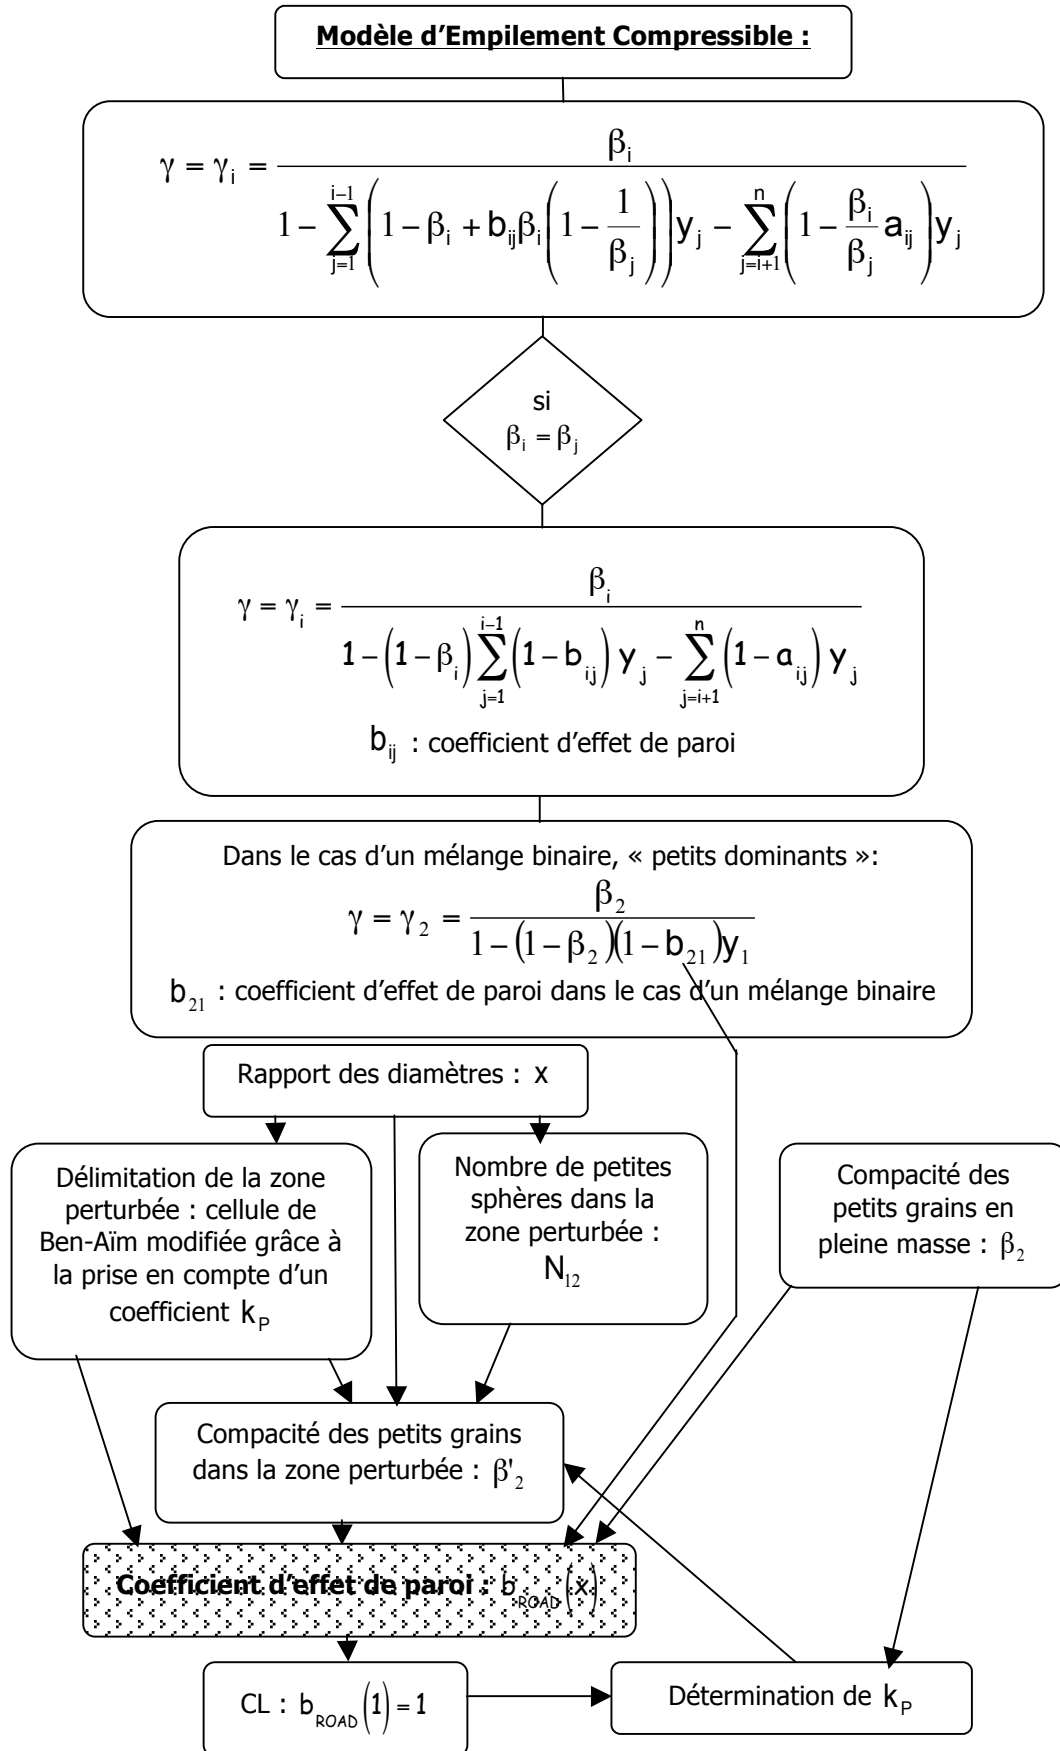 Modèle d'Empilement Compressible :
γ = γ_i = β_i / (1 − ∑_{j=1}^{i−1} (1 − β_i + b_ij β_i (1 − 1/β_j)) y_j − ∑_{j=i+1}^{n} (1 − (β_i/β_j) a_ij) y_j)
si
β_i = β_j
γ = γ_i = β_i / (1 − (1 − β_i) ∑_{j=1}^{i−1} (1 − b_ij) y_j − ∑_{j=i+1}^{n} (1 − a_ij) y_j)
b_ij : coefficient d'effet de paroi
Dans le cas d'un mélange binaire, « petits dominants »:
γ = γ_2 = β_2 / (1 − (1 − β_2)(1 − b_21) y_1)
b_21 : coefficient d'effet de paroi dans le cas d'un mélange binaire
Rapport des diamètres : x
Délimitation de la zone
perturbée : cellule de
Ben-Aïm modifiée grâce à
la prise en compte d'un
coefficient k_P
Nombre de petites
sphères dans la
zone perturbée :
N_12
Compacité des
petits grains en
pleine masse : β_2
Compacité des petits grains
dans la zone perturbée : β'_2
Coefficient d'effet de paroi : b_ROAD(x)
CL : b_ROAD(1) = 1
Détermination de k_P